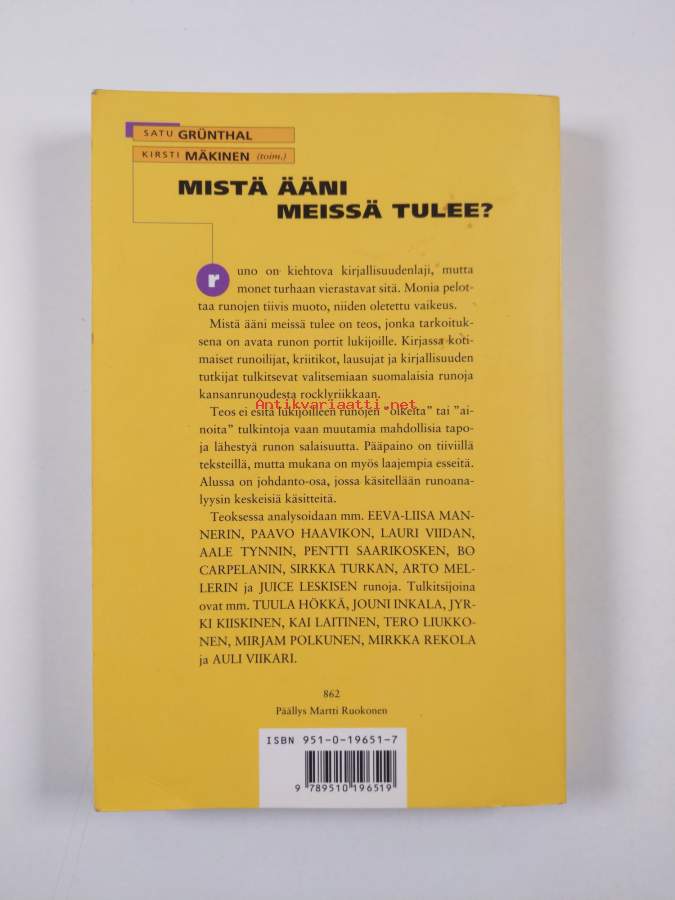 SATU GRÜNTHAL
KIRSTI MÄKINEN (toim.)
MISTÄ ÄÄNI
MEISSÄ TULEE?
runo on kiehtova kirjallisuudenlaji, mutta
monet turhaan vierastavat sitä. Monia pelot-
taa runojen tiivis muoto, niiden oletettu vaikeus.
Mistä ääni meissä tulee on teos, jonka tarkoituk-
sena on avata runon portit lukijoille. Kirjassa koti-
maiset runoilijat, kriitikot, lausujat ja kirjallisuuden
tutkijat tulkitsevat valitsemiaan suomalaisia runoja
kansanrunoudesta rocklyriikkaan.
Antikvariaatti.net
Teos ei esitä lukijoilleen runojen "oikeita" tai "ai-
noita" tulkintoja vaan muutamia mahdollisia tapo-
ja lähestyä runon salaisuutta. Pääpaino on tiiviillä
teksteillä, mutta mukana on myös laajempia esseitä.
Alussa on johdanto-osa, jossa käsitellään runoana-
lyysin keskeisiä käsitteitä.
Teoksessa analysoidaan mm. EEVA-LIISA MAN-
NERIN, PAAVO HAAVIKON, LAURI VIIDAN,
AALE TYNNIN, PENTTI SAARIKOSKEN, BO
CARPELANIN, SIRKKA TURKAN, ARTO MEL-
LERIN ja JUICE LESKISEN runoja. Tulkitsijoina
ovat mm. TUULA HÖKKÄ, JOUNI INKALA, JYR-
KI KIISKINEN, KAI LAITINEN, TERO LIUKKO-
NEN, MIRJAM POLKUNEN, MIRKKA REKOLA
ja AULI VIIKARI.
862
Päällys Martti Ruokonen
ISBN 951-0-19651-7
9 789510 196519